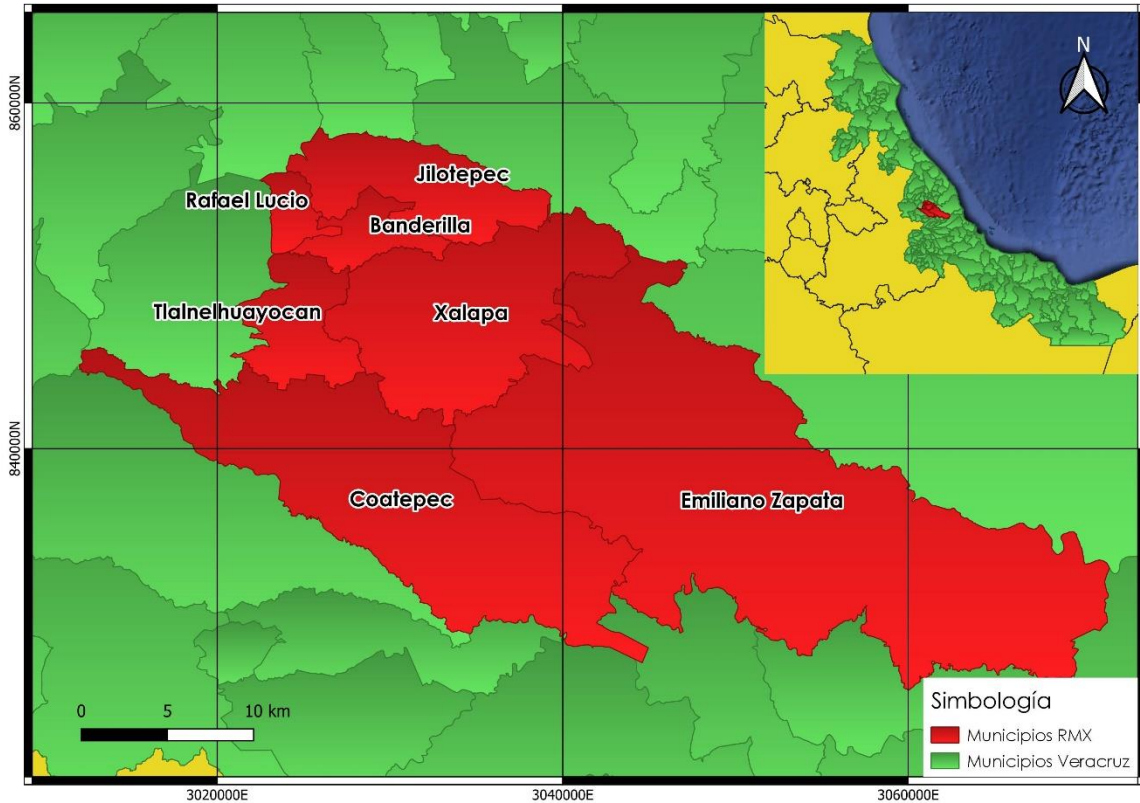 N
860000N
Jilotepec
Rafael Lucio
Banderilla
Tlalnelhuayocan
Xalapa
840000N
Coatepec
Emiliano Zapata
0 5 10 km
Simbología
Municipios RMX
Municipios Veracruz
3020000E 3040000E 3060000E